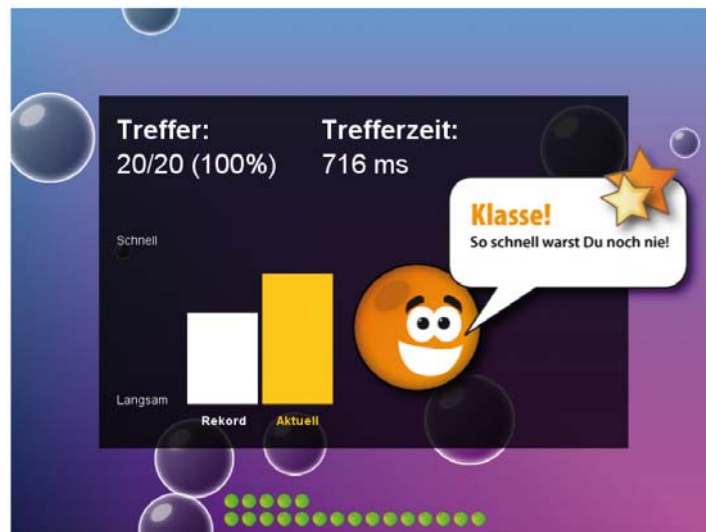 Treffer:
20/20 (100%)
Trefferzeit:
716 ms
Klasse!
So schnell warst Du noch nie!
Schnell
Langsam
Rekord
Aktuell